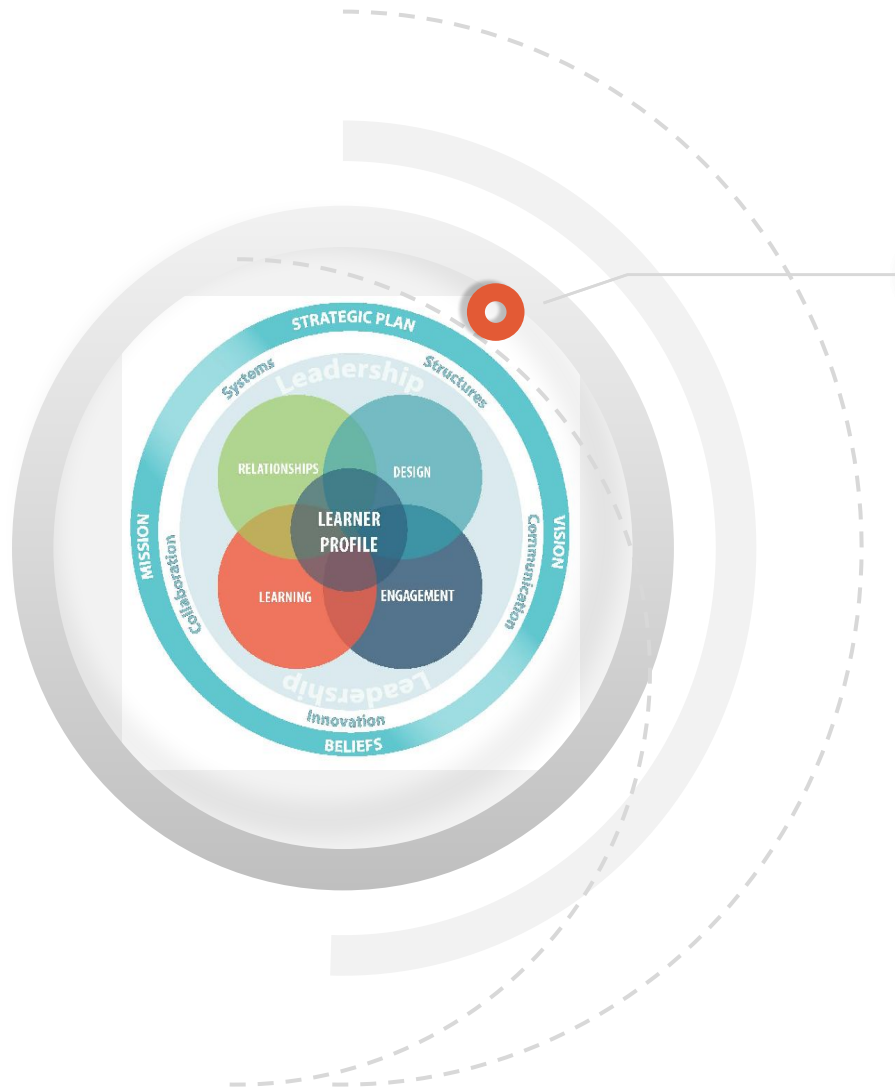 STRATEGIC PLAN
Systems
Leadership
Structures
RELATIONSHIPS
DESIGN
LEARNER
PROFILE
MISSION
VISION
Collaboration
Communication
LEARNING
ENGAGEMENT
Leadership
Innovation
BELIEFS